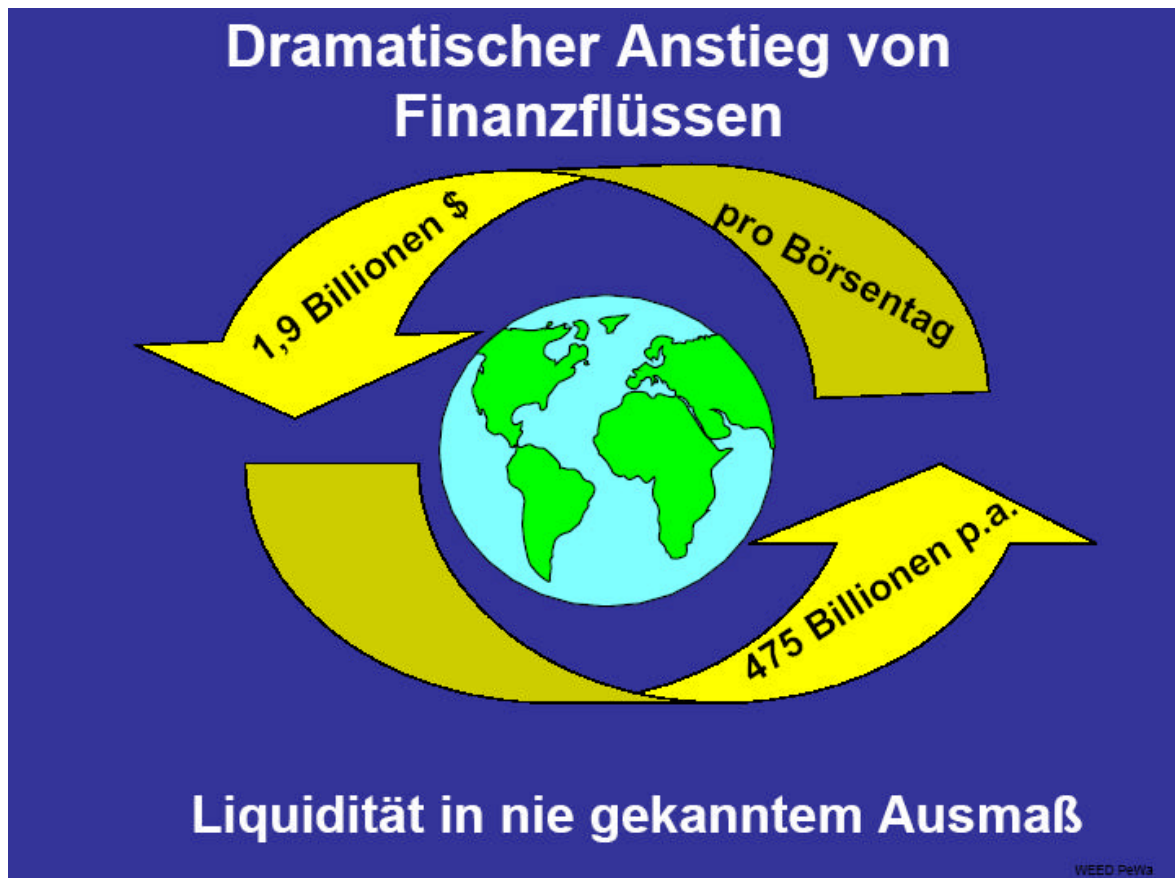 Dramatischer Anstieg von
Finanzflüssen
1,9 Billionen $
pro Börsentag
475 Billionen p.a.
Liquidität in nie gekanntem Ausmaß
WEED PeWa